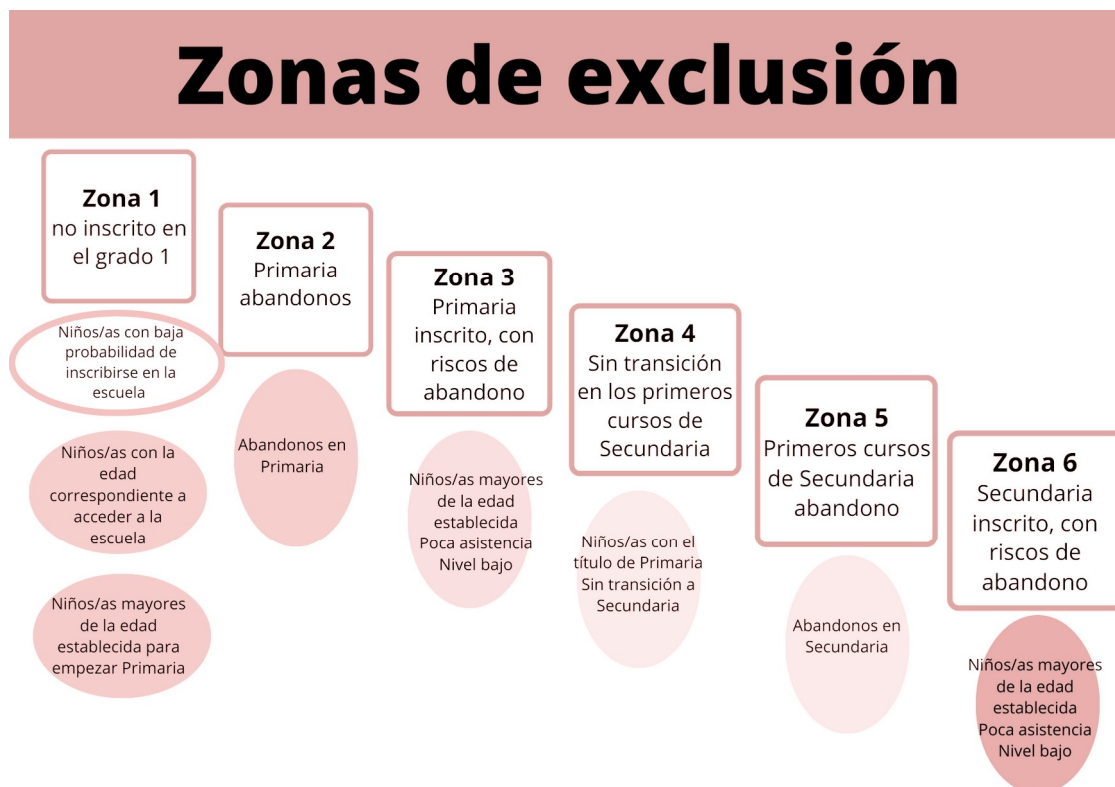 Zonas de exclusión
Zona 1
no inscrito en
el grado 1
Niños/as con baja
probabilidad de
inscribirse en la
escuela
Niños/as con la
edad
correspondiente a
acceder a la
escuela
Niños/as mayores
de la edad
establecida para
empezar Primaria
Zona 2
Primaria
abandonos
Abandonos en
Primaria
Zona 3
Primaria
inscrito, con
riscos de
abandono
Niños/as mayores
de la edad
establecida
Poca asistencia
Nivel bajo
Zona 4
Sin transición
en los primeros
cursos de
Secundaria
Niños/as con el
título de Primaria
Sin transición a
Secundaria
Zona 5
Primeros cursos
de Secundaria
abandono
Abandonos en
Secundaria
Zona 6
Secundaria
inscrito, con
riscos de
abandono
Niños/as mayores
de la edad
establecida
Poca asistencia
Nivel bajo